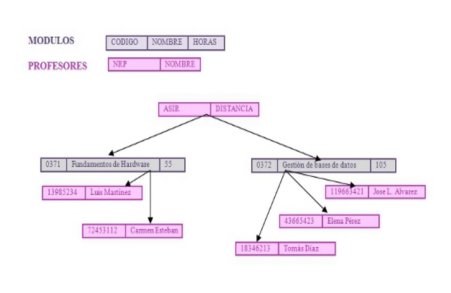 MODULOS CODIGO NOMBRE HORAS
PROFESORES NRP NOMBRE
ASIR DISTANCIA
0371 Fundamentos de Hardware 55
0372 Gestión de bases de datos 105
13985234 Luis Martínez
119663421 Jose L. Alvarez
72453112 Carmen Esteban
43665423 Elena Pérez
18346213 Tomás Díaz